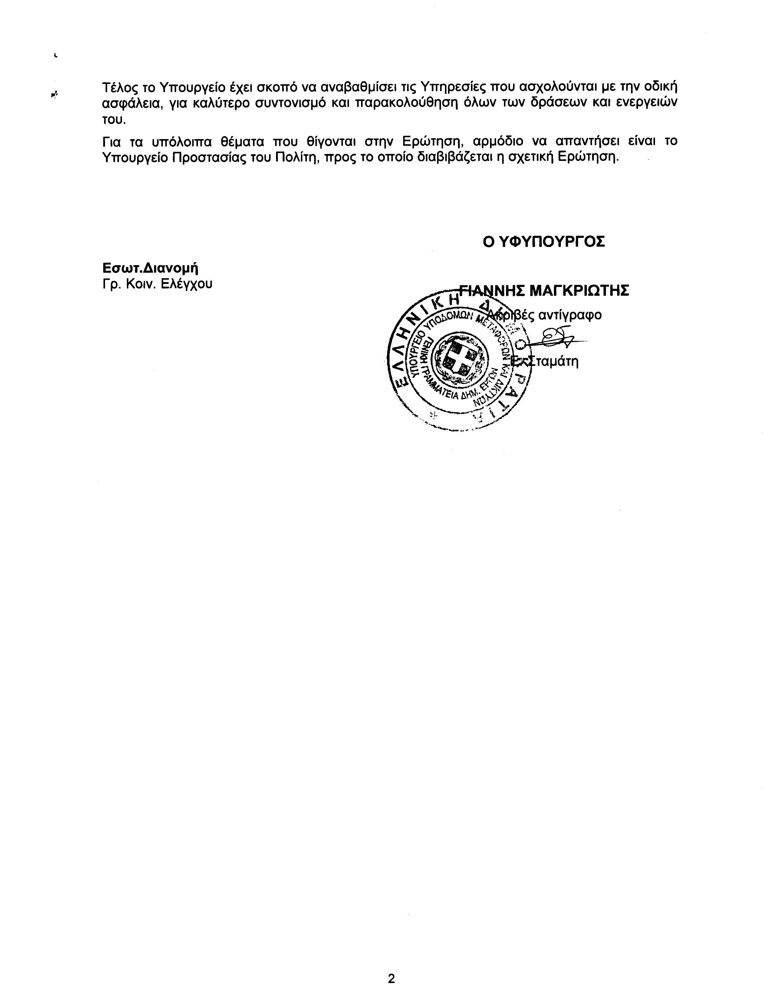 Τέλος το Υπουργείο έχει σκοπό να αναβαθμίσει τις Υπηρεσίες που ασχολούνται με την οδική
ασφάλεια, για καλύτερο συντονισμό και παρακολούθηση όλων των δράσεων και ενεργειών
του.
Για τα υπόλοιπα θέματα που θίγονται στην Ερώτηση, αρμόδιο να απαντήσει είναι το
Υπουργείο Προστασίας του Πολίτη, προς το οποίο διαβιβάζεται η σχετική Ερώτηση.
Ο ΥΦΥΠΟΥΡΓΟΣ
Εσωτ.Διανομή
Γρ. Κοιν. Ελέγχου
ΓΙΑΝΝΗΣ ΜΑΓΚΡΙΩΤΗΣ
Ακριβές αντίγραφο
Σταμάτη
ΕΛΛΗΝΙΚΗ ΔΗΜΟΚΡΑΤΙΑ
ΥΠΟΥΡΓΕΙΟ ΥΠΟΔΟΜΩΝ ΜΕΤΑΦΟΡΩΝ ΚΑΙ ΔΙΚΤΥΩΝ
ΓΕΝΙΚΗ ΓΡΑΜΜΑΤΕΙΑ ΔΗΜ. ΕΡΓΩΝ
2